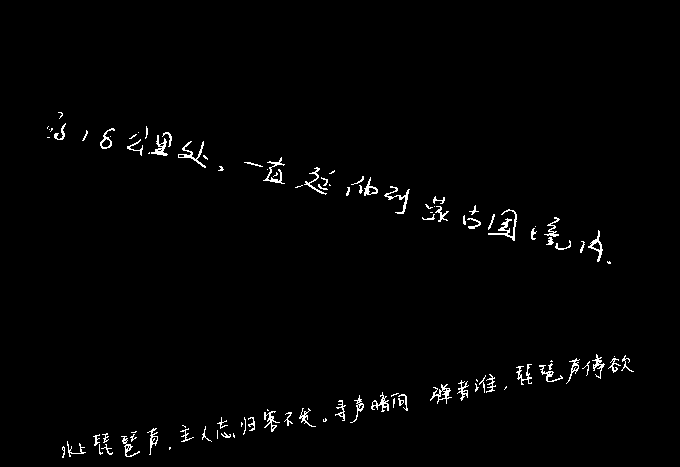 18公里处,一直延伸到蒙古国境内.
水上琵琶声,主人忘归客不发。寻声暗问 弹者谁,琵琶声停欲